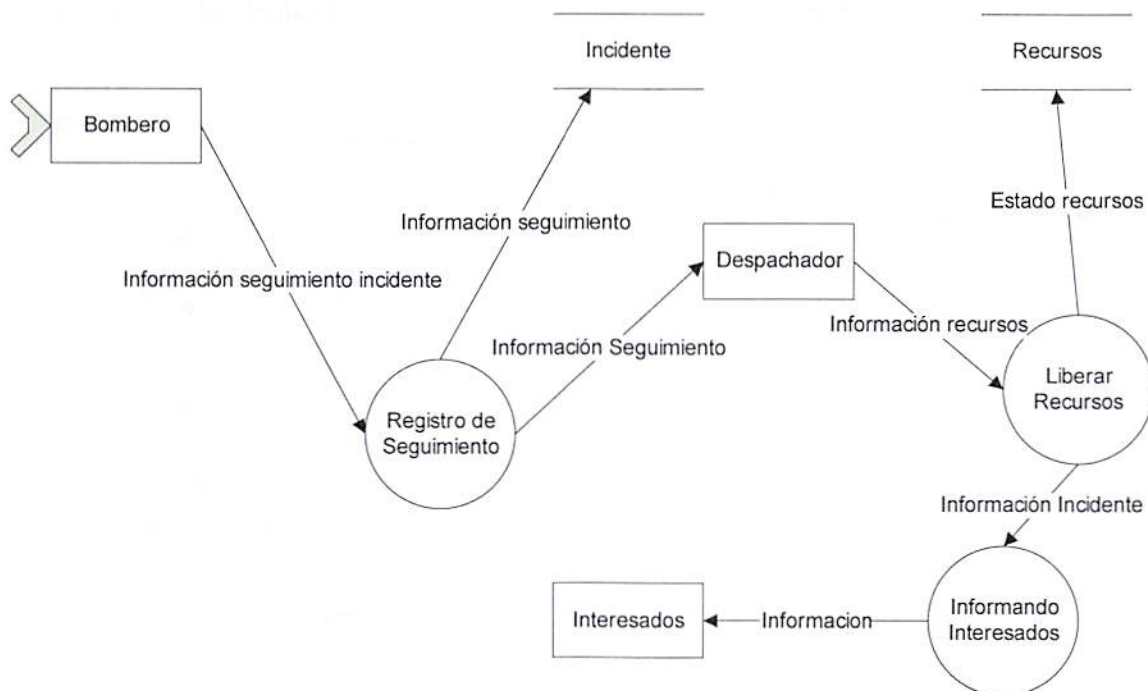 Incidente
Recursos
Bombero
Estado recursos
Información seguimiento
Despachador
Información seguimiento incidente
Información recursos
Información Seguimiento
Liberar
Recursos
Registro de
Seguimiento
Información Incidente
Interesados
Informacion
Informando
Interesados